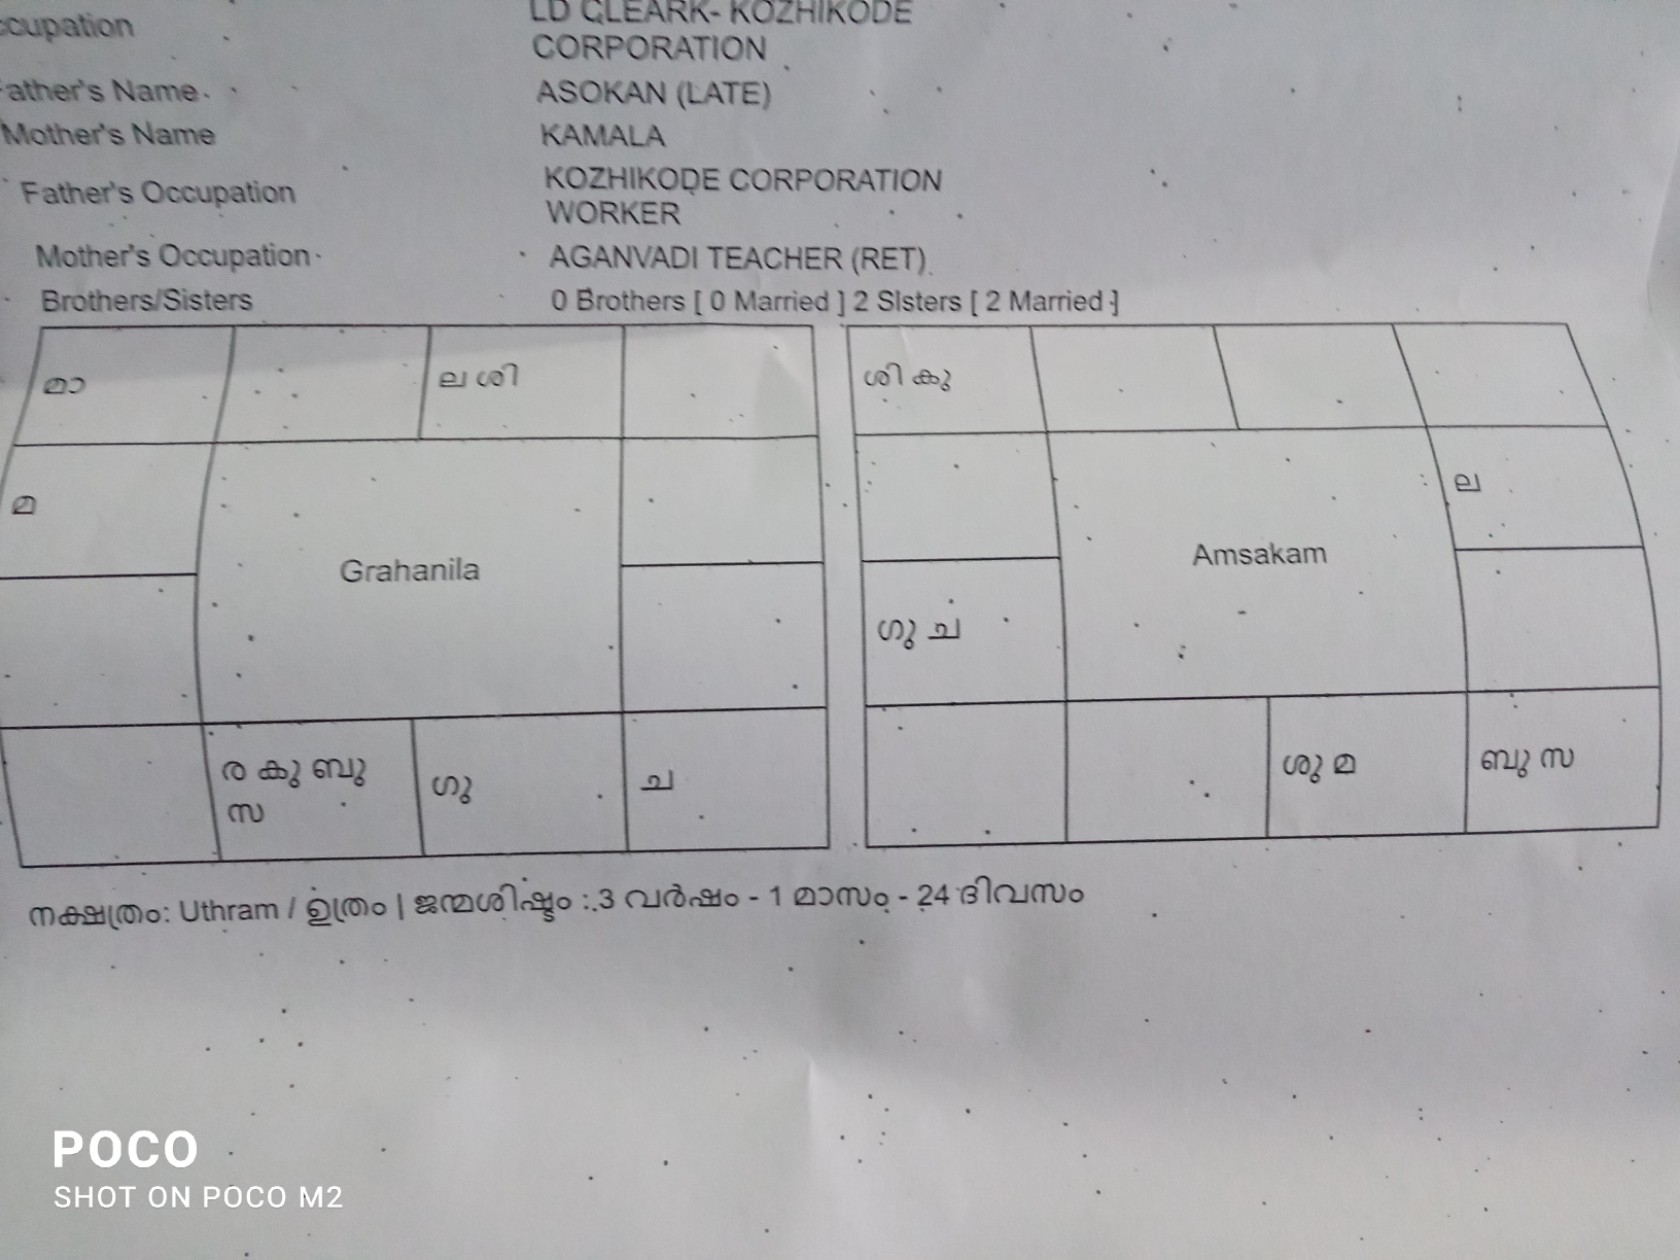 LD CLEARK- KOZHIKODE
ccupation CORPORATION
Father's Name ASOKAN (LATE)
Mother's Name KAMALA
Father's Occupation KOZHIKODE CORPORATION
WORKER
Mother's Occupation AGANVADI TEACHER (RET)
Brothers/Sisters 0 Brothers [ 0 Married ] 2 SIsters [ 2 Married ]
മാ ല ശി
മ
Grahanila
ര കു ബു
സ
ഗു ച
ശി കു
ല
Amsakam
ഗു ച
ശു മ ബു സ
നക്ഷത്രം: Uthram / ഉത്രം | ജന്മശിഷ്ടം : 3 വർഷം - 1 മാസം - 24 ദിവസം
POCO
SHOT ON POCO M2